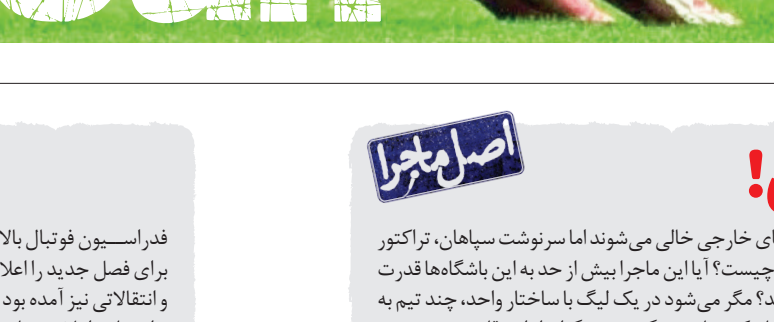 اصل ماجرا
!
ای خارجی خالی می‌شوند اما سرنوشت سپاهان، تراکتور
چیست؟ آیا این ماجرا بیش از حد به این باشگاه‌ها قدرت
د؟ مگر می‌شود در یک لیگ با ساختار واحد، چند تیم به
فدراســیون فوتبال بالا
برای فصل جدید را اعلا
و انتقالاتی نیز آمده بود